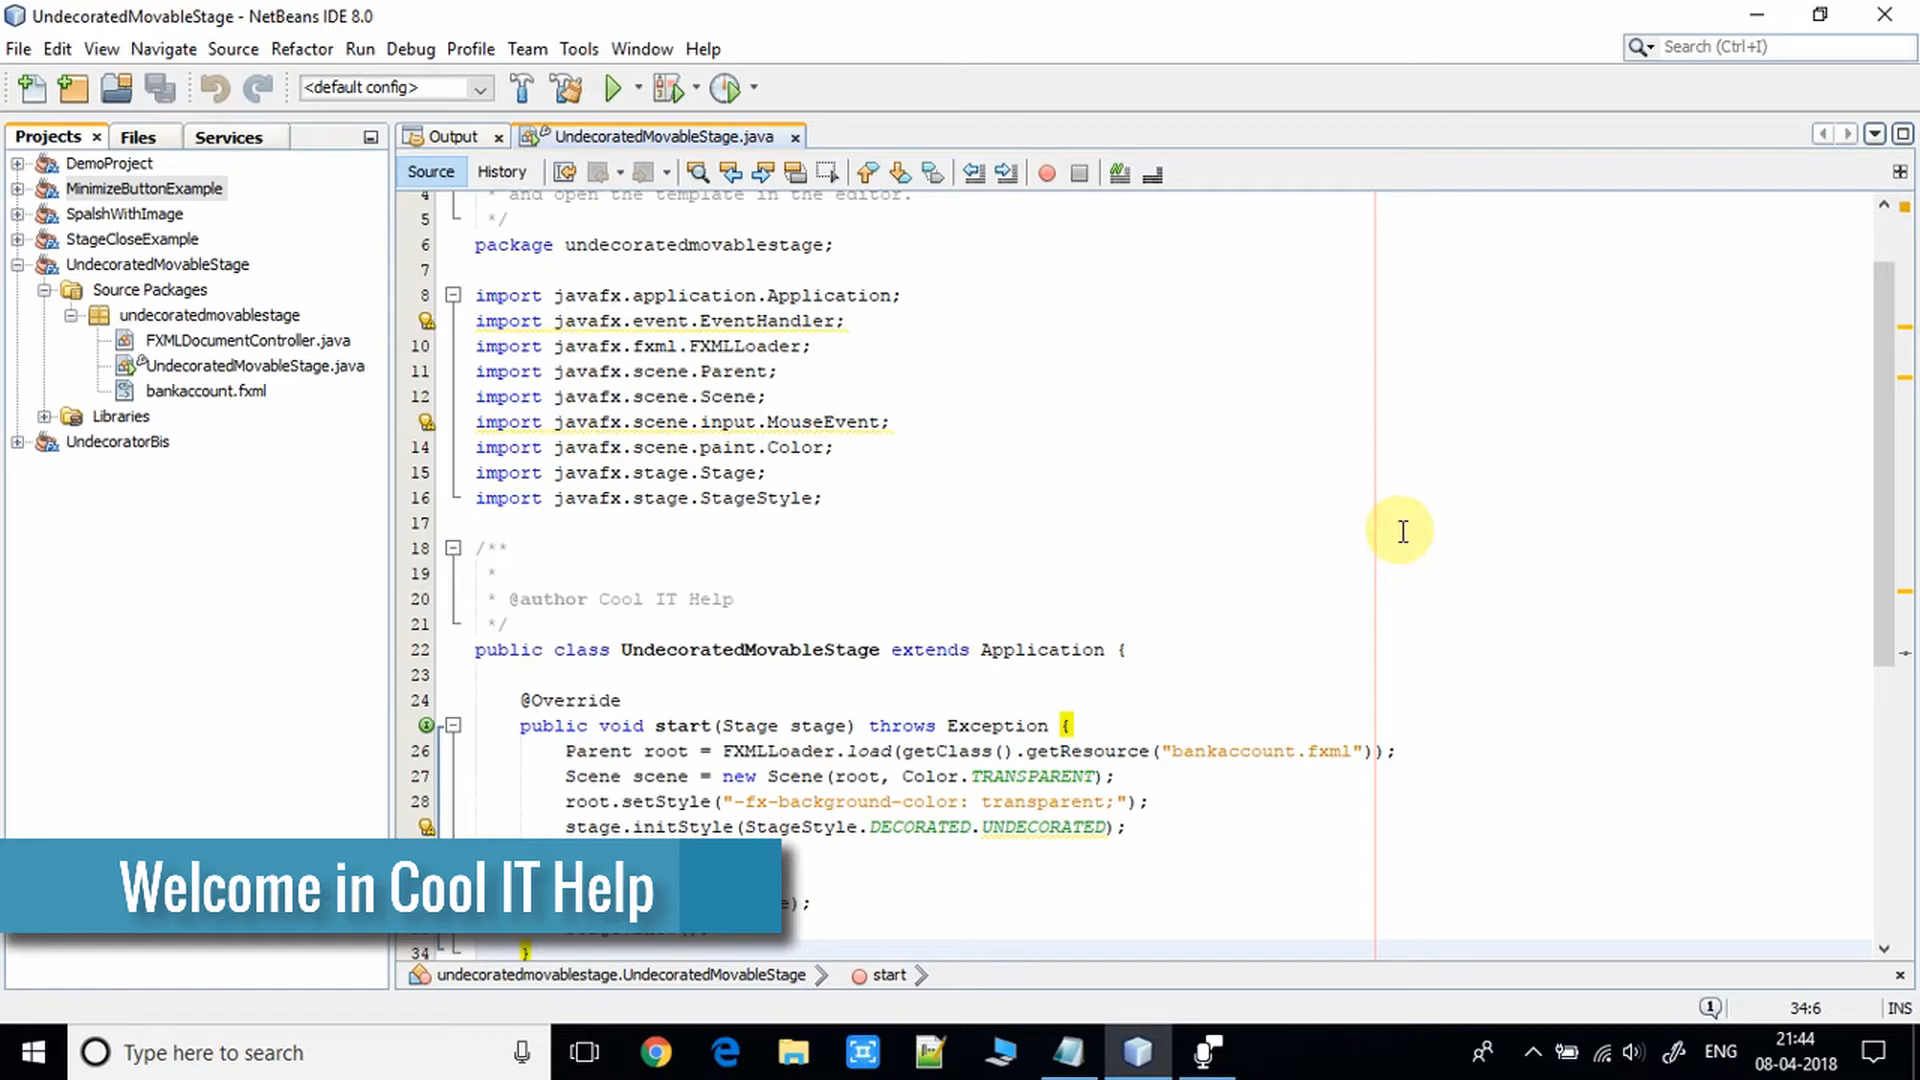 UndecoratedMovableStage - NetBeans IDE 8.0
File Edit View Navigate Source Refactor Run Debug Profile Team Tools Window Help
Search (Ctrl+I)
<default config>
Projects Files Services
Output UndecoratedMovableStage.java
Source History
DemoProject
MinimizeButtonExample
SpalshWithImage
StageCloseExample
UndecoratedMovableStage
Source Packages
undecoratedmovablestage
FXMLDocumentController.java
UndecoratedMovableStage.java
bankaccount.fxml
Libraries
UndecoratorBis
4 * and open the template in the editor.
5 */
6 package undecoratedmovablestage;
7
8 import javafx.application.Application;
import javafx.event.EventHandler;
10 import javafx.fxml.FXMLLoader;
11 import javafx.scene.Parent;
12 import javafx.scene.Scene;
import javafx.scene.input.MouseEvent;
14 import javafx.scene.paint.Color;
15 import javafx.stage.Stage;
16 import javafx.stage.StageStyle;
17
18 /**
19 *
20 * @author Cool IT Help
21 */
22 public class UndecoratedMovableStage extends Application {
23
24 @Override
public void start(Stage stage) throws Exception {
26 Parent root = FXMLLoader.load(getClass().getResource("bankaccount.fxml"));
27 Scene scene = new Scene(root, Color.TRANSPARENT);
28 root.setStyle("-fx-background-color: transparent;");
stage.initStyle(StageStyle.DECORATED.UNDECORATED);
);
34 }
Welcome in Cool IT Help
undecoratedmovablestage.UndecoratedMovableStage start
1 34:6 INS
Type here to search
ENG
21:44
08-04-2018